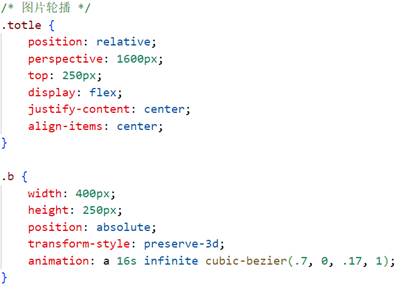 /* 图片轮播 */
.totle {
    position: relative;
    perspective: 1600px;
    top: 250px;
    display: flex;
    justify-content: center;
    align-items: center;
}

.b {
    width: 400px;
    height: 250px;
    position: absolute;
    transform-style: preserve-3d;
    animation: a 16s infinite cubic-bezier(.7, 0, .17, 1);
}